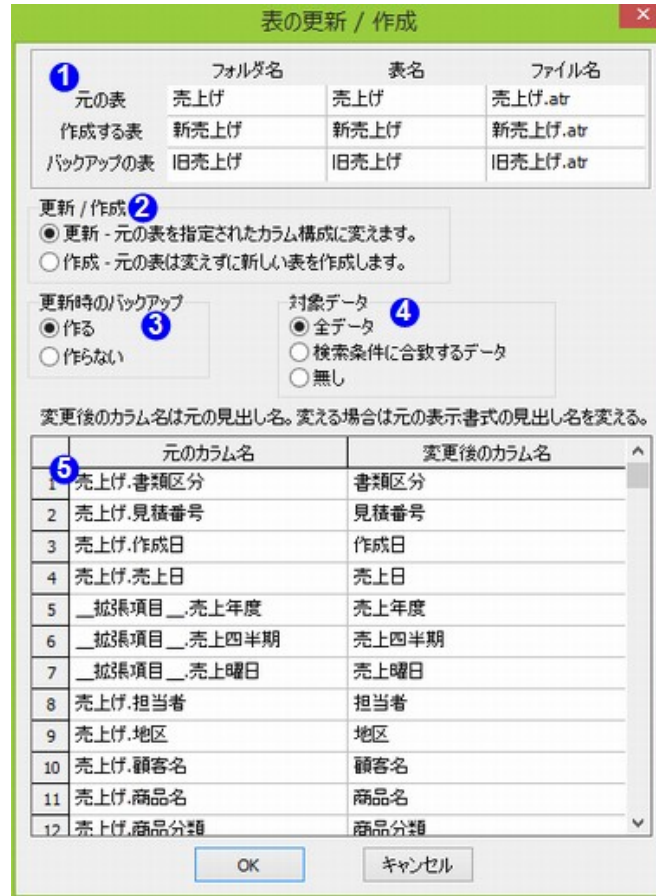 表の更新 / 作成
1
フォルダ名 表名 ファイル名
元の表 売上げ 売上げ 売上げ.atr
作成する表 新売上げ 新売上げ 新売上げ.atr
バックアップの表 旧売上げ 旧売上げ 旧売上げ.atr
更新 / 作成 2
更新 - 元の表を指定されたカラム構成に変えます。
作成 - 元の表は変えずに新しい表を作成します。
更新時のバックアップ 対象データ 4
作る 3 全データ
作らない 検索条件に合致するデータ
無し
変更後のカラム名は元の見出し名。変える場合は元の表示書式の見出し名を変える。
元のカラム名 変更後のカラム名
5
1 売上げ.書類区分 書類区分
2 売上げ.見積番号 見積番号
3 売上げ.作成日 作成日
4 売上げ.売上日 売上日
5 __拡張項目__.売上年度 売上年度
6 __拡張項目__.売上四半期 売上四半期
7 __拡張項目__.売上曜日 売上曜日
8 売上げ.担当者 担当者
9 売上げ.地区 地区
10 売上げ.顧客名 顧客名
11 売上げ.商品名 商品名
12 売上げ.商品分類 商品分類
OK キャンセル